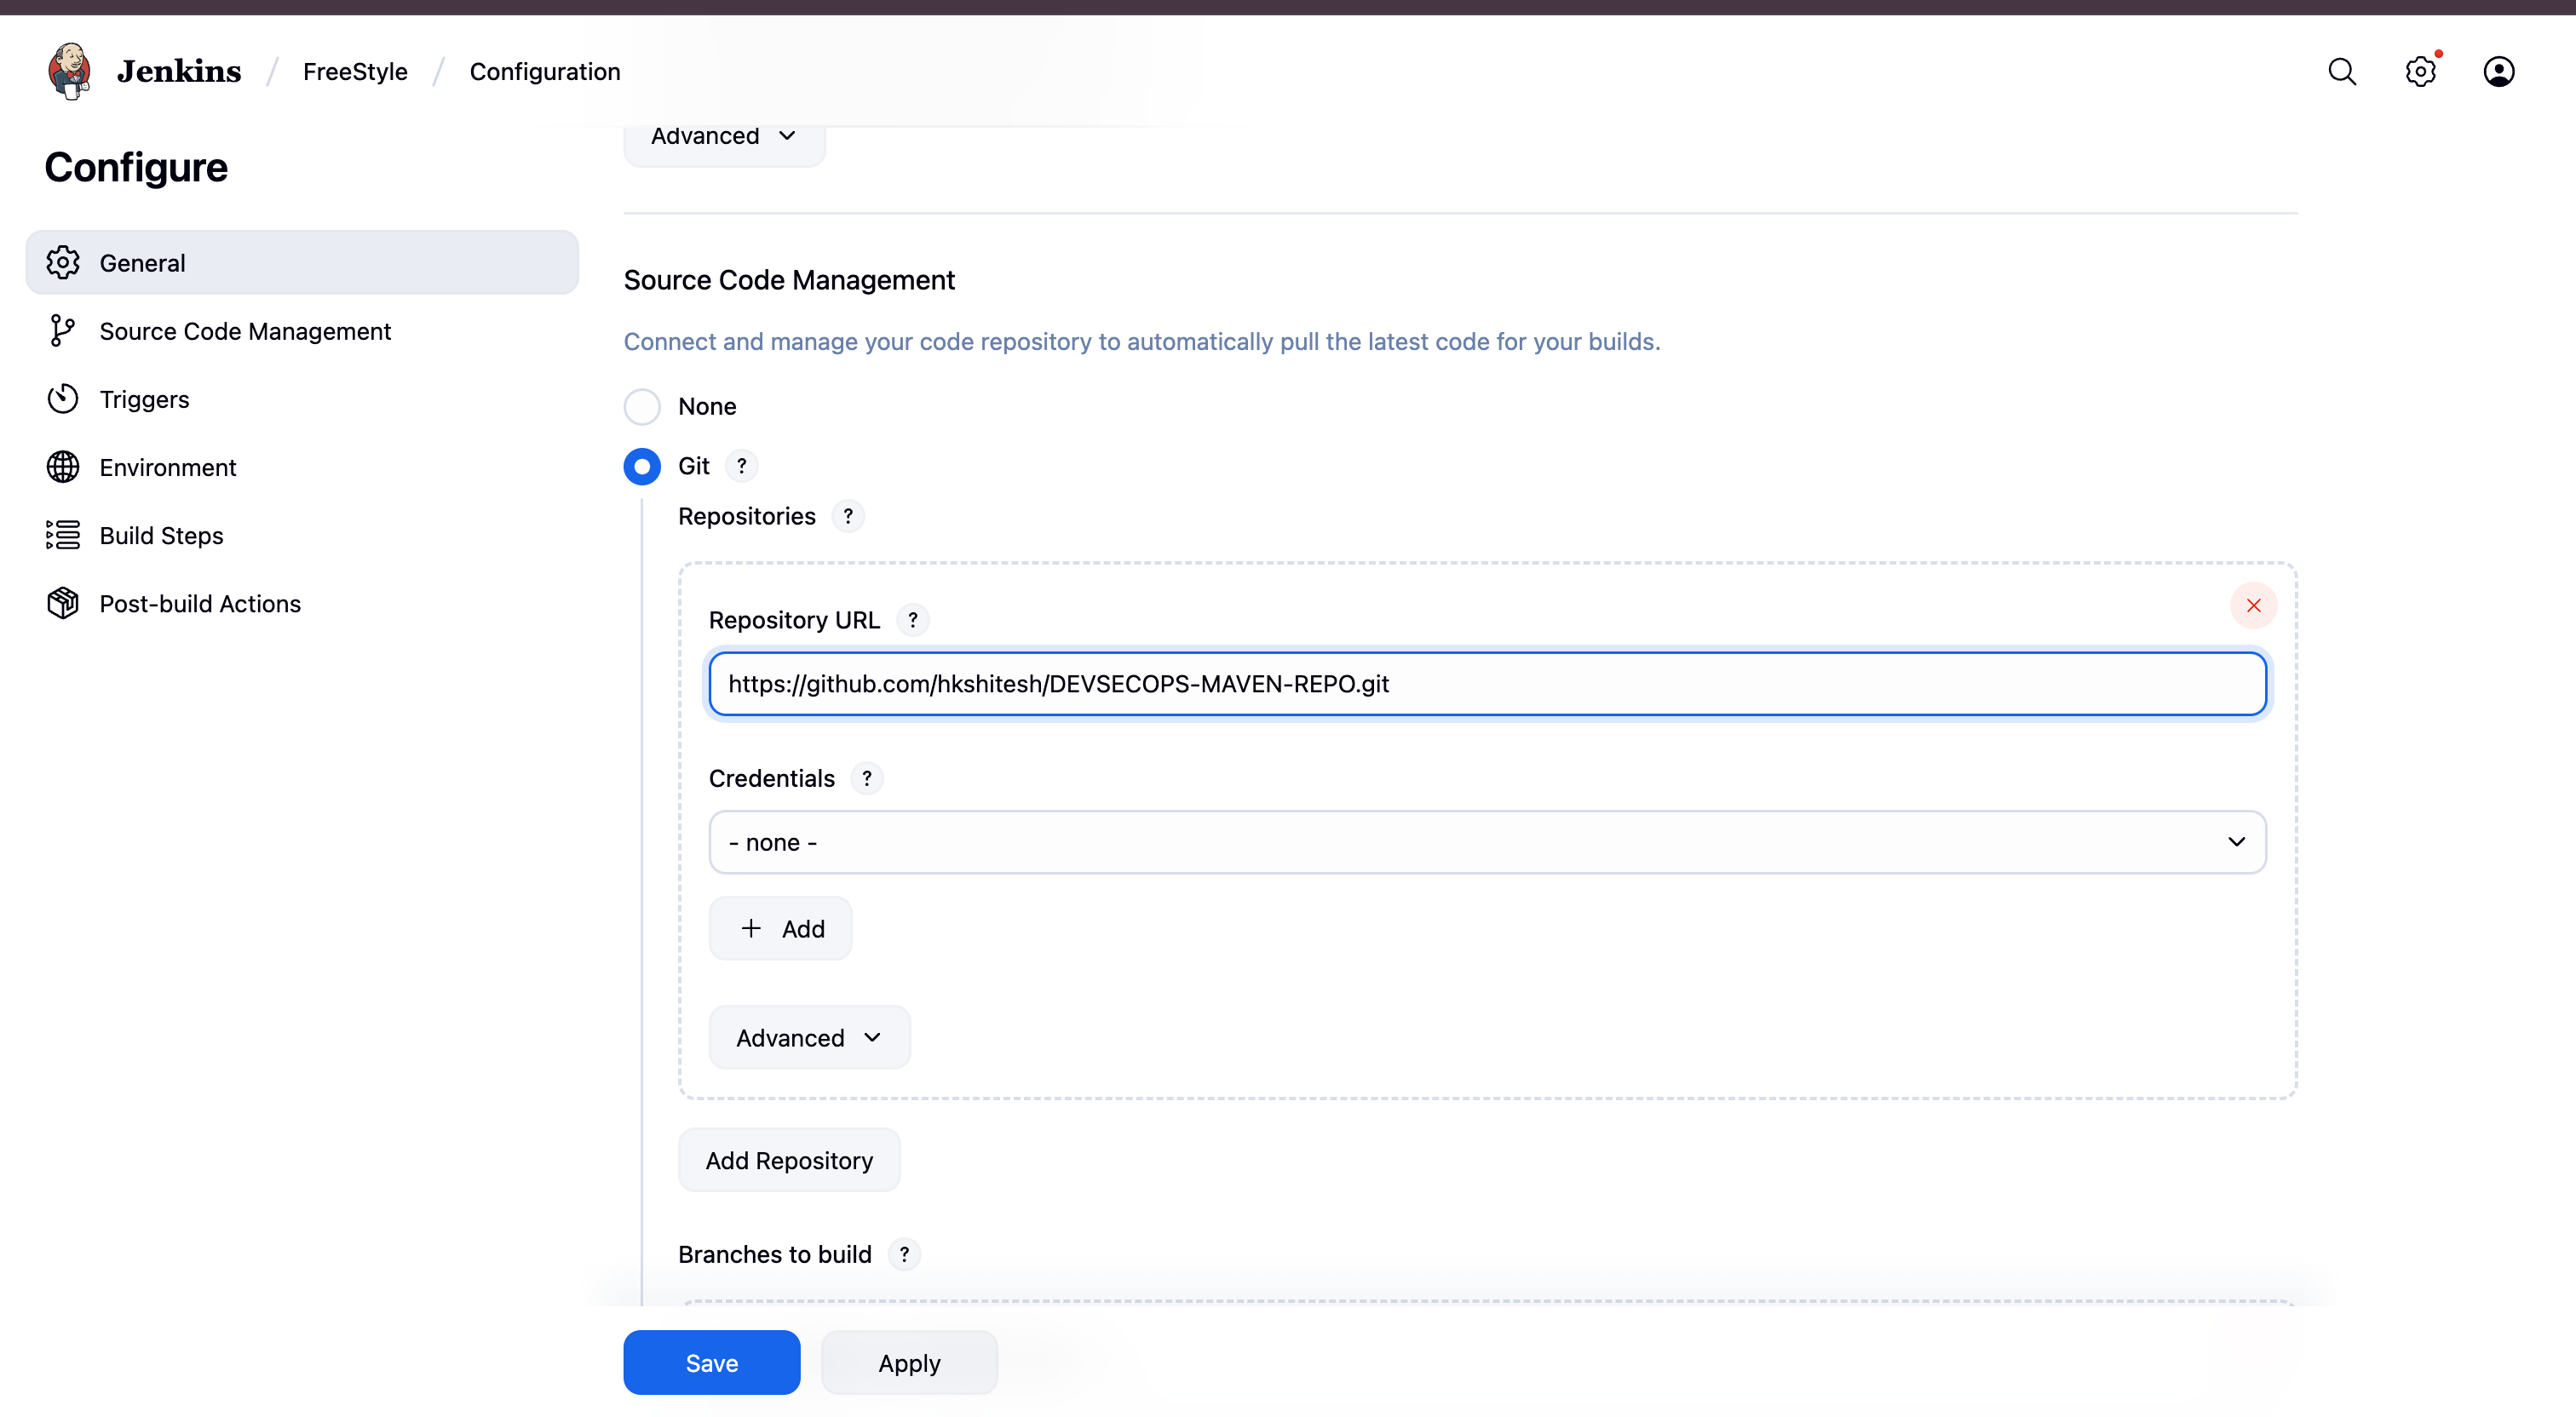 Jenkins / FreeStyle / Configuration
Configure
General
Source Code Management
Triggers
Environment
Build Steps
Post-build Actions
Advanced
Source Code Management
Connect and manage your code repository to automatically pull the latest code for your builds.
None
Git ?
Repositories ?
Repository URL ?
https://github.com/hkshitesh/DEVSECOPS-MAVEN-REPO.git
Credentials ?
- none -
+ Add
Advanced
Add Repository
Branches to build ?
Save Apply